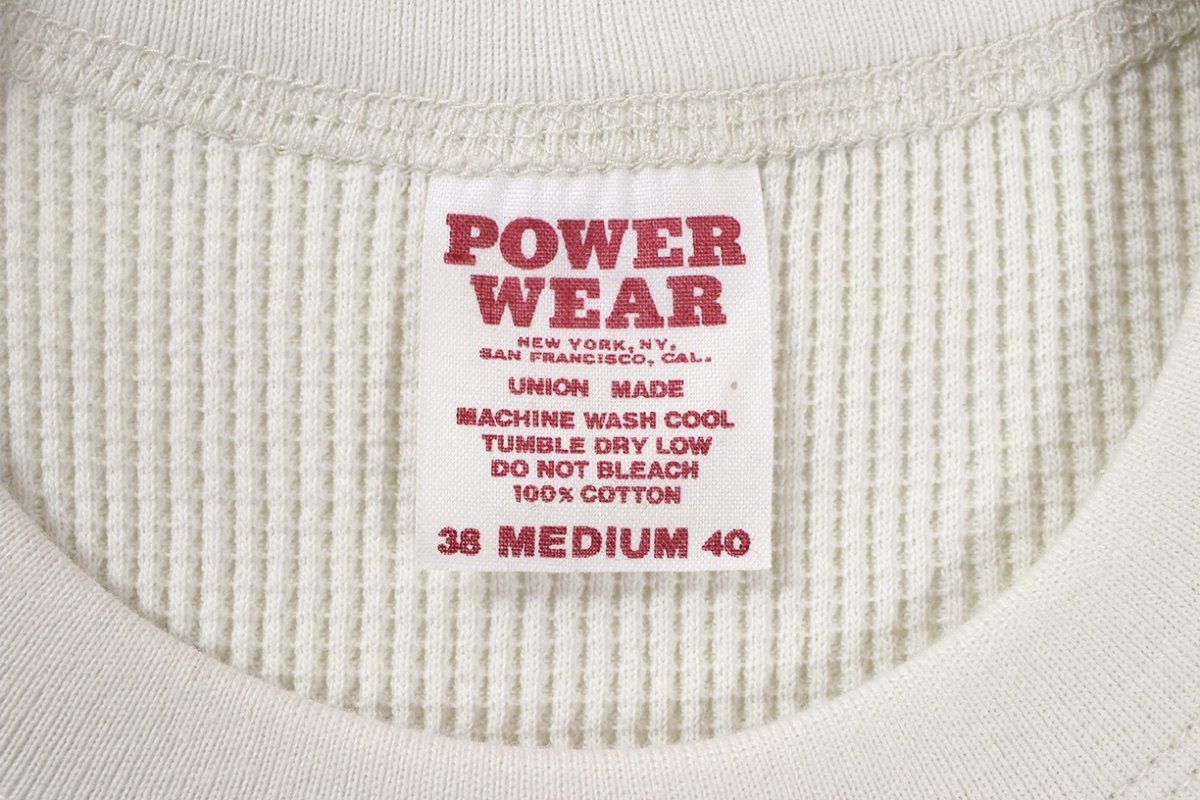 POWER
WEAR
NEW YORK, NY.
SAN FRANCISCO, CAL.
UNION MADE
MACHINE WASH COOL
TUMBLE DRY LOW
DO NOT BLEACH
100% COTTON
38 MEDIUM 40